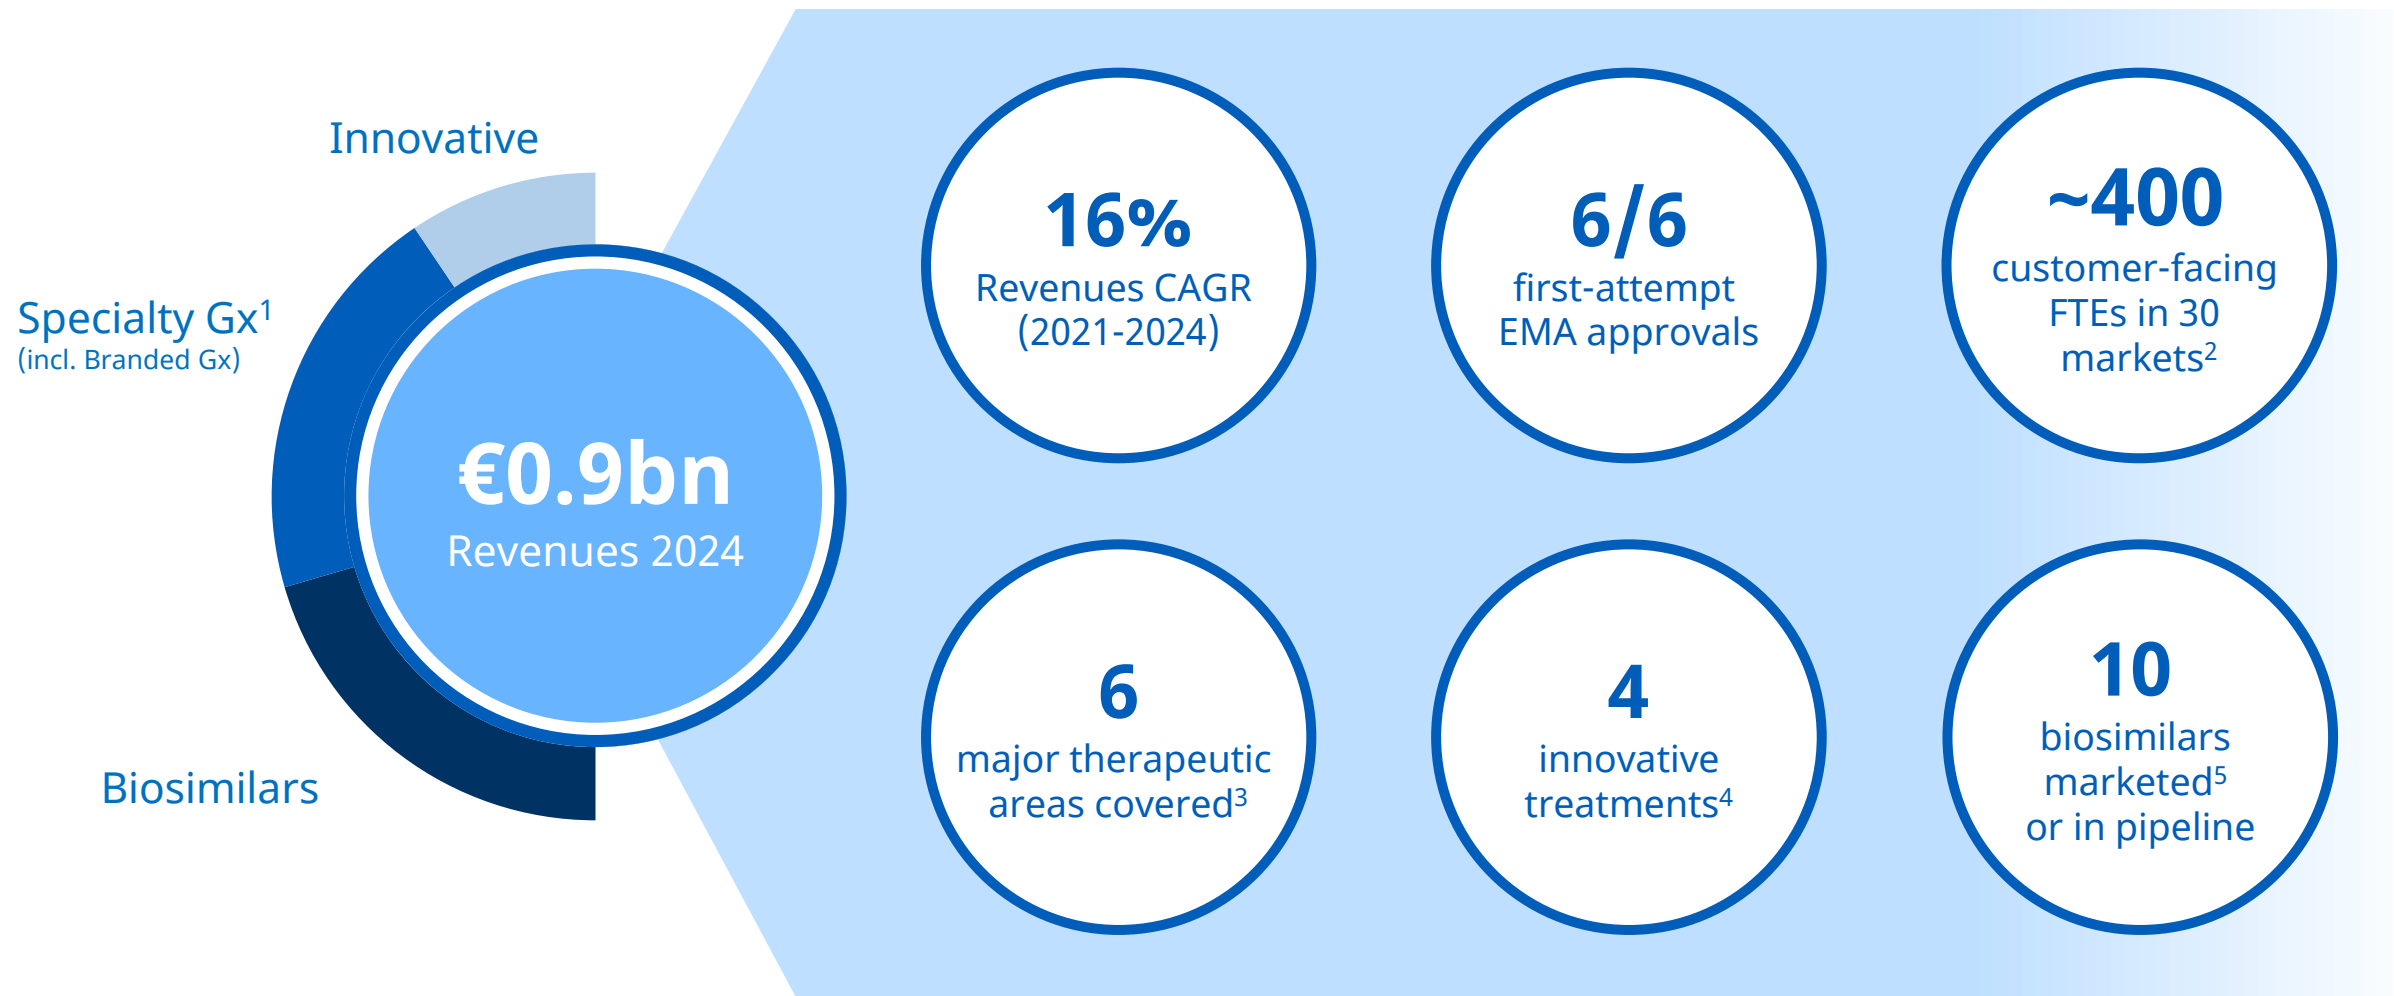 Innovative
Specialty Gx¹
(incl. Branded Gx)
Biosimilars
€0.9bn
Revenues 2024
16%
Revenues CAGR
(2021-2024)
6/6
first-attempt
EMA approvals
~400
customer-facing
FTEs in 30
markets²
6
major therapeutic
areas covered³
4
innovative
treatments⁴
10
biosimilars
marketed⁵
or in pipeline